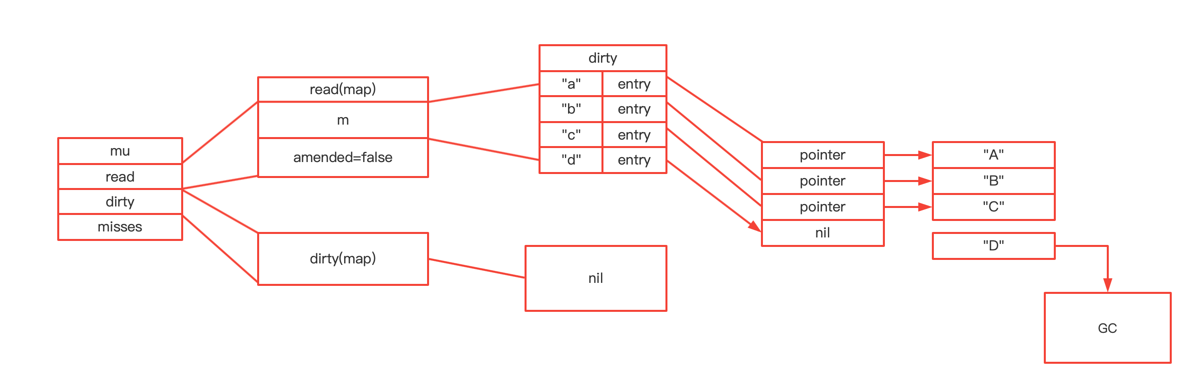 mu
read
dirty
misses
read(map)
m
amended=false
dirty(map)
dirty
"a" entry
"b" entry
"c" entry
"d" entry
nil
pointer
pointer
pointer
nil
"A"
"B"
"C"
"D"
GC